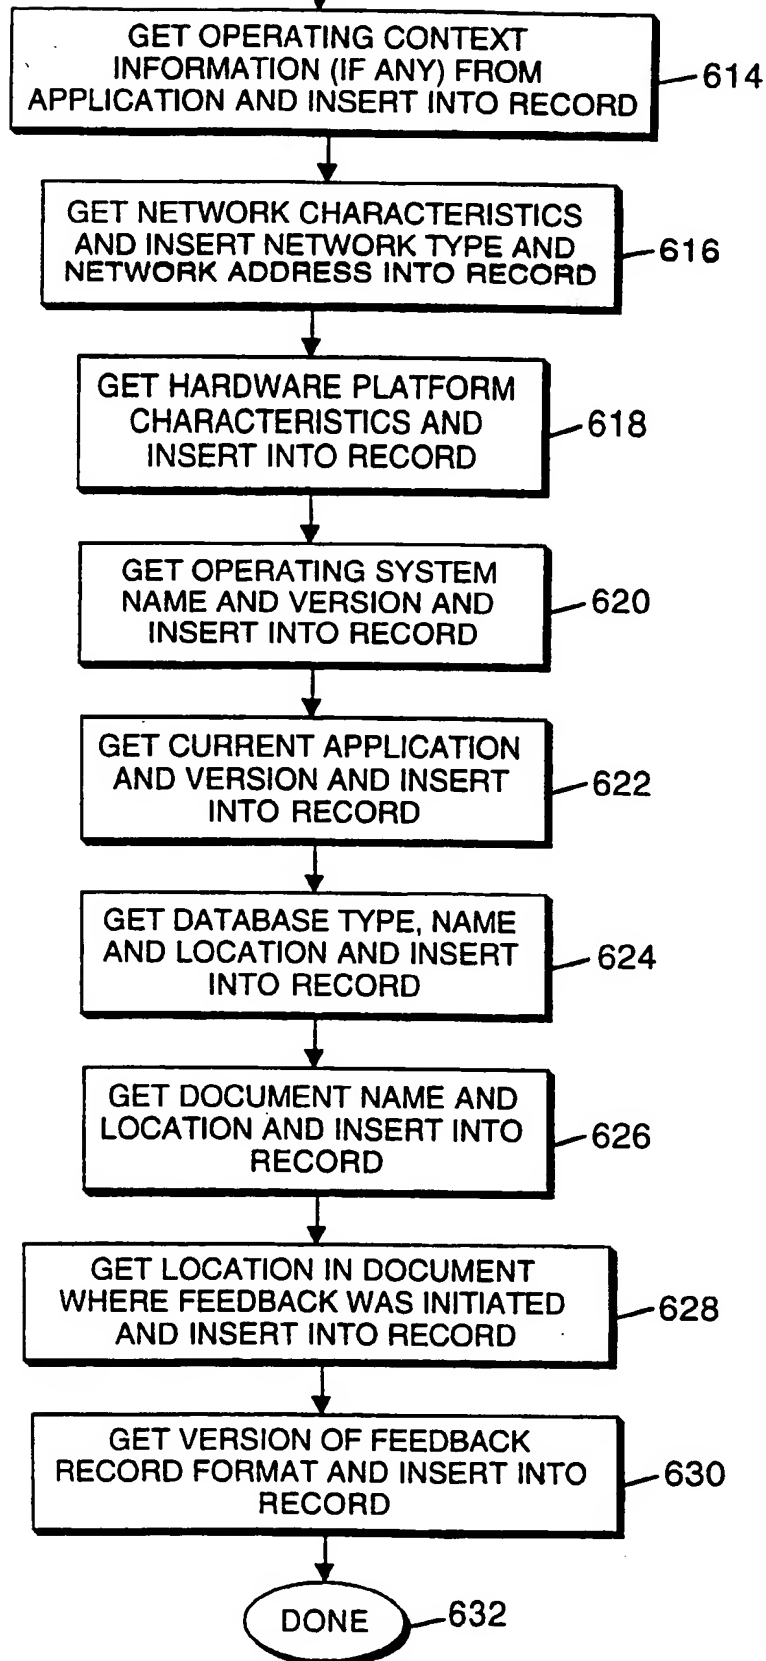 GET OPERATING CONTEXT
INFORMATION (IF ANY) FROM
APPLICATION AND INSERT INTO RECORD
614
GET NETWORK CHARACTERISTICS
AND INSERT NETWORK TYPE AND
NETWORK ADDRESS INTO RECORD
616
GET HARDWARE PLATFORM
CHARACTERISTICS AND
INSERT INTO RECORD
618
GET OPERATING SYSTEM
NAME AND VERSION AND
INSERT INTO RECORD
620
GET CURRENT APPLICATION
AND VERSION AND INSERT
INTO RECORD
622
GET DATABASE TYPE, NAME
AND LOCATION AND INSERT
INTO RECORD
624
GET DOCUMENT NAME AND
LOCATION AND INSERT INTO
RECORD
626
GET LOCATION IN DOCUMENT
WHERE FEEDBACK WAS INITIATED
AND INSERT INTO RECORD
628
GET VERSION OF FEEDBACK
RECORD FORMAT AND INSERT INTO
RECORD
630
DONE
632